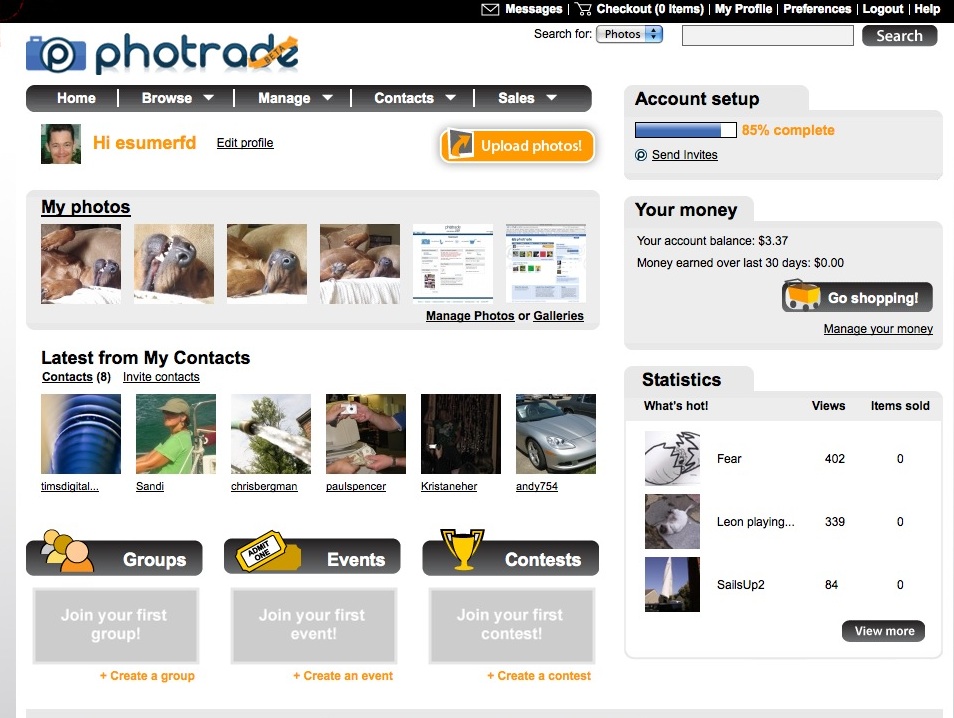 Messages | Checkout (0 Items) | My Profile | Preferences | Logout | Help
photrade BETA
Search for: Photos Search
Home | Browse | Manage | Contacts | Sales
Hi esumerfd Edit profile
Upload photos!
Account setup
85% complete
Send Invites
My photos
Manage Photos or Galleries
Your money
Your account balance: $3.37
Money earned over last 30 days: $0.00
Go shopping!
Manage your money
Latest from My Contacts
Contacts (8) Invite contacts
timsdigital... Sandi chrisbergman paulspencer Kristaneher andy754
Statistics
What's hot! Views Items sold
Fear 402 0
Leon playing... 339 0
SailsUp2 84 0
View more
Groups
Join your first
group!
+ Create a group
ADMIT
ONE
Events
Join your first
event!
+ Create an event
Contests
Join your first
contest!
+ Create a contest